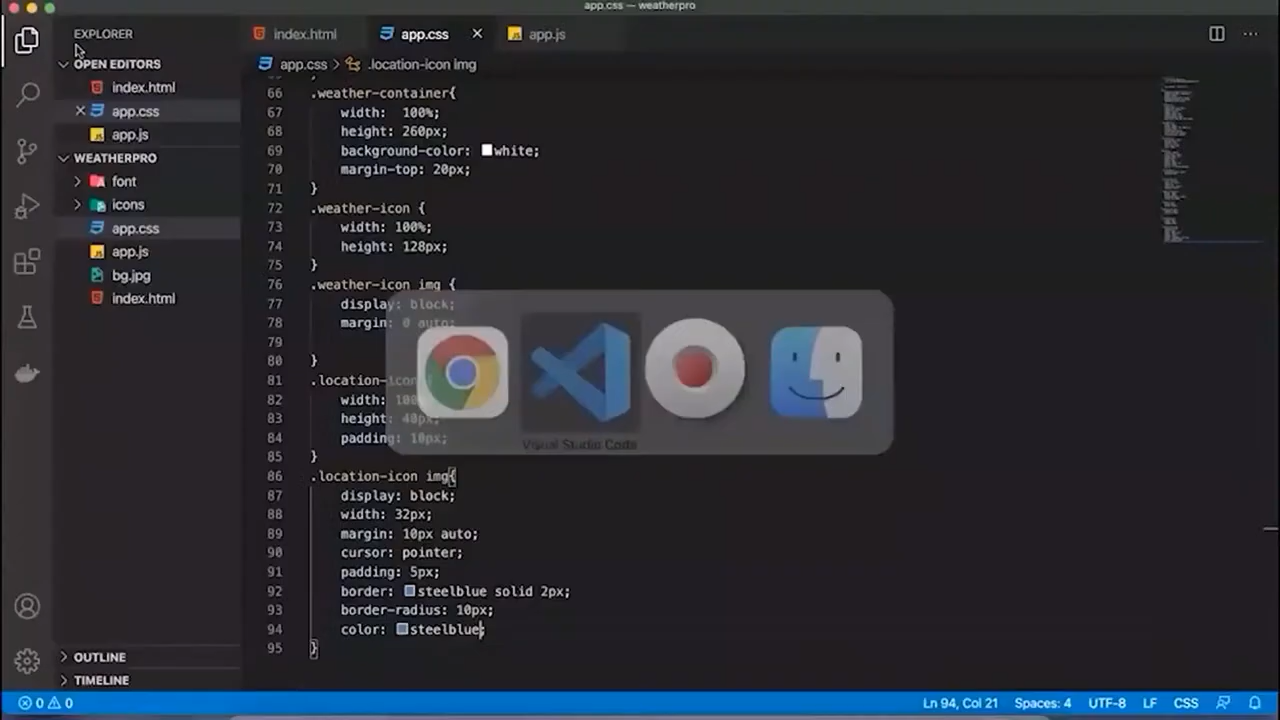 app.css — weatherpro
EXPLORER
index.html
app.css
app.js
OPEN EDITORS
index.html
app.css
app.js
WEATHERPRO
font
icons
app.css
app.js
bg.jpg
index.html
OUTLINE
TIMELINE
app.css > .location-icon img
66 .weather-container{
67 width:  100%;
68 height: 260px;
69 background-color: white;
70 margin-top: 20px;
71 }
72 .weather-icon {
73 width: 100%;
74 height: 128px;
75 }
76 .weather-icon img {
77 display: block;
78 margin: 0 auto;
79
80 }
81 .location-icon {
82 width: 100%;
83 height: 40px;
84 padding: 10px;
85 }
86 .location-icon img{
87 display: block;
88 width: 32px;
89 margin: 10px auto;
90 cursor: pointer;
91 padding: 5px;
92 border: steelblue solid 2px;
93 border-radius: 10px;
94 color: steelblue;
95 }
Visual Studio Code
0 0
Ln 94, Col 21 Spaces: 4 UTF-8 LF CSS